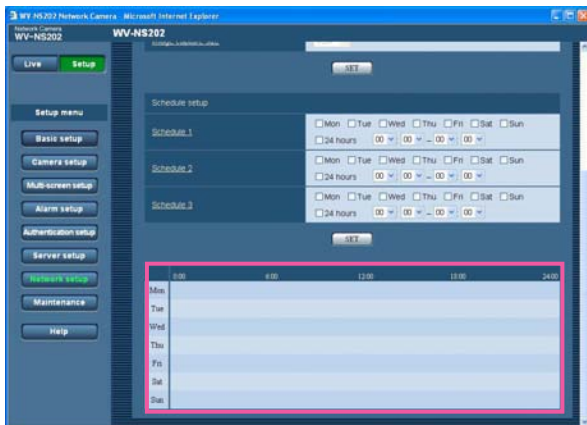 WV-NS202 Network Camera - Microsoft Internet Explorer
Network Camera
WV-NS202
WV-NS202
Live Setup
SET
Setup menu
Schedule setup
Basic setup
Schedule 1
Mon Tue Wed Thu Fri Sat Sun
24 hours 00 00 - 00 00
Camera setup
Schedule 2
Mon Tue Wed Thu Fri Sat Sun
24 hours 00 00 - 00 00
Multi-screen setup
Alarm setup
Schedule 3
Mon Tue Wed Thu Fri Sat Sun
24 hours 00 00 - 00 00
Authentication setup
SET
Server setup
Network setup
Maintenance
Help
0:00 6:00 12:00 18:00 24:00
Mon
Tue
Wed
Thu
Fri
Sat
Sun